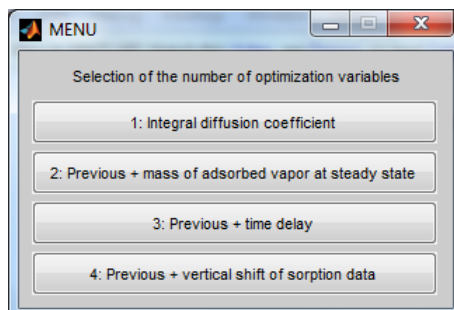 MENU
Selection of the number of optimization variables
1: Integral diffusion coefficient
2: Previous + mass of adsorbed vapor at steady state
3: Previous + time delay
4: Previous + vertical shift of sorption data